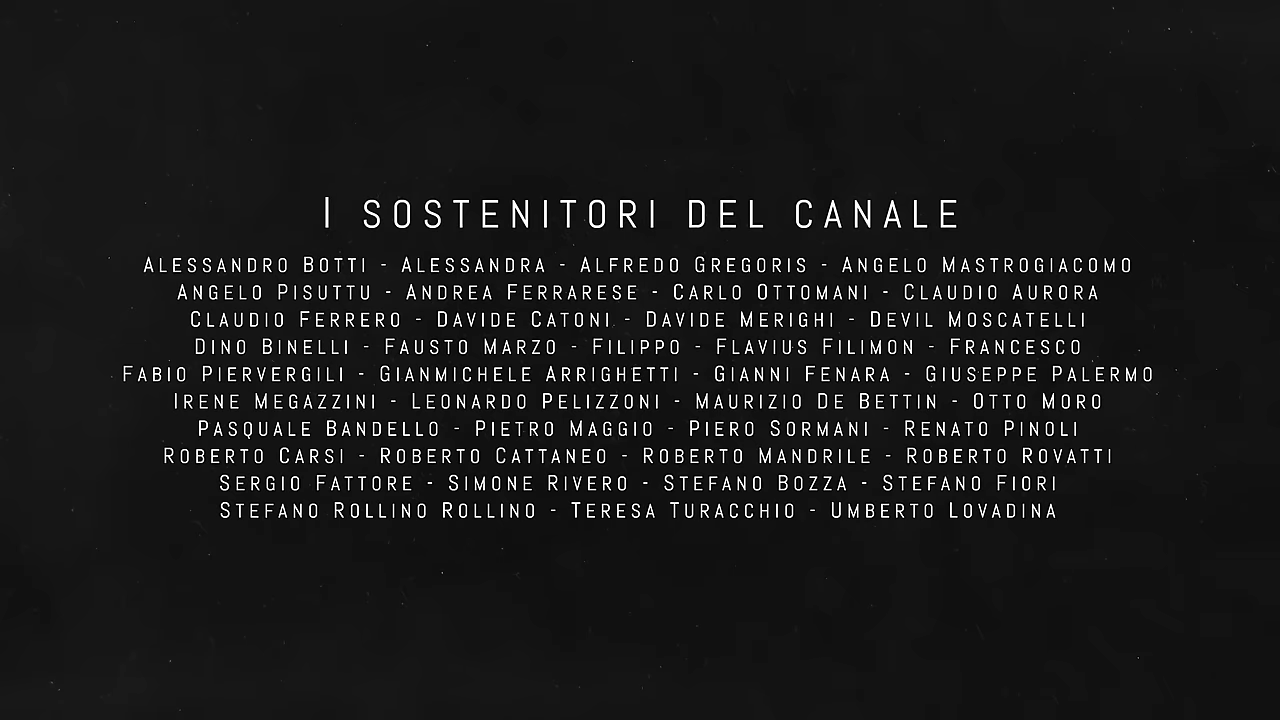 I SOSTENITORI DEL CANALE
ALESSANDRO BOTTI - ALESSANDRA - ALFREDO GREGORIS - ANGELO MASTROGIACOMO
ANGELO PISUTTU - ANDREA FERRARESE - CARLO OTTOMANI - CLAUDIO AURORA
CLAUDIO FERRERO - DAVIDE CATONI - DAVIDE MERIGHI - DEVIL MOSCATELLI
DINO BINELLI - FAUSTO MARZO - FILIPPO - FLAVIUS FILIMON - FRANCESCO
FABIO PIERVERGILI - GIANMICHELE ARRIGHETTI - GIANNI FENARA - GIUSEPPE PALERMO
IRENE MEGAZZINI - LEONARDO PELIZZONI - MAURIZIO DE BETTIN - OTTO MORO
PASQUALE BANDELLO - PIETRO MAGGIO - PIERO SORMANI - RENATO PINOLI
ROBERTO CARSI - ROBERTO CATTANEO - ROBERTO MANDRILE - ROBERTO ROVATTI
SERGIO FATTORE - SIMONE RIVERO - STEFANO BOZZA - STEFANO FIORI
STEFANO ROLLINO ROLLINO - TERESA TURACCHIO - UMBERTO LOVADINA